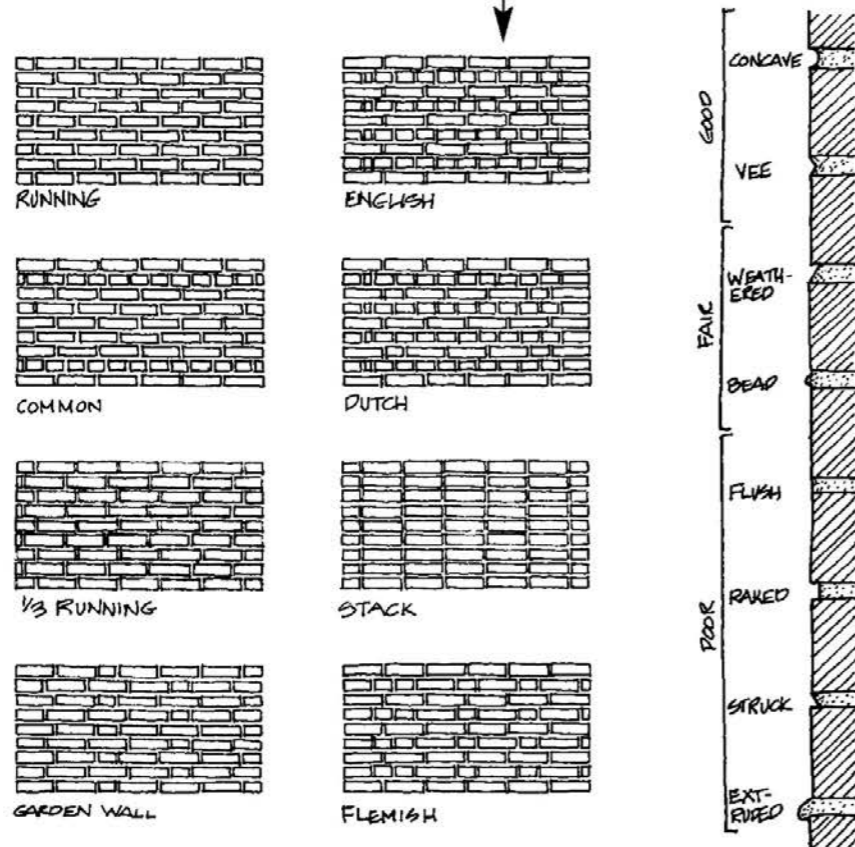 RUNNING
ENGLISH
COMMON
DUTCH
1/3 RUNNING
STACK
GARDEN WALL
FLEMISH
GOOD
CONCAVE
VEE
FAIR
WEATH-
ERED
BEAD
POOR
FLUSH
RAKED
STRUCK
EXT-
RUDED